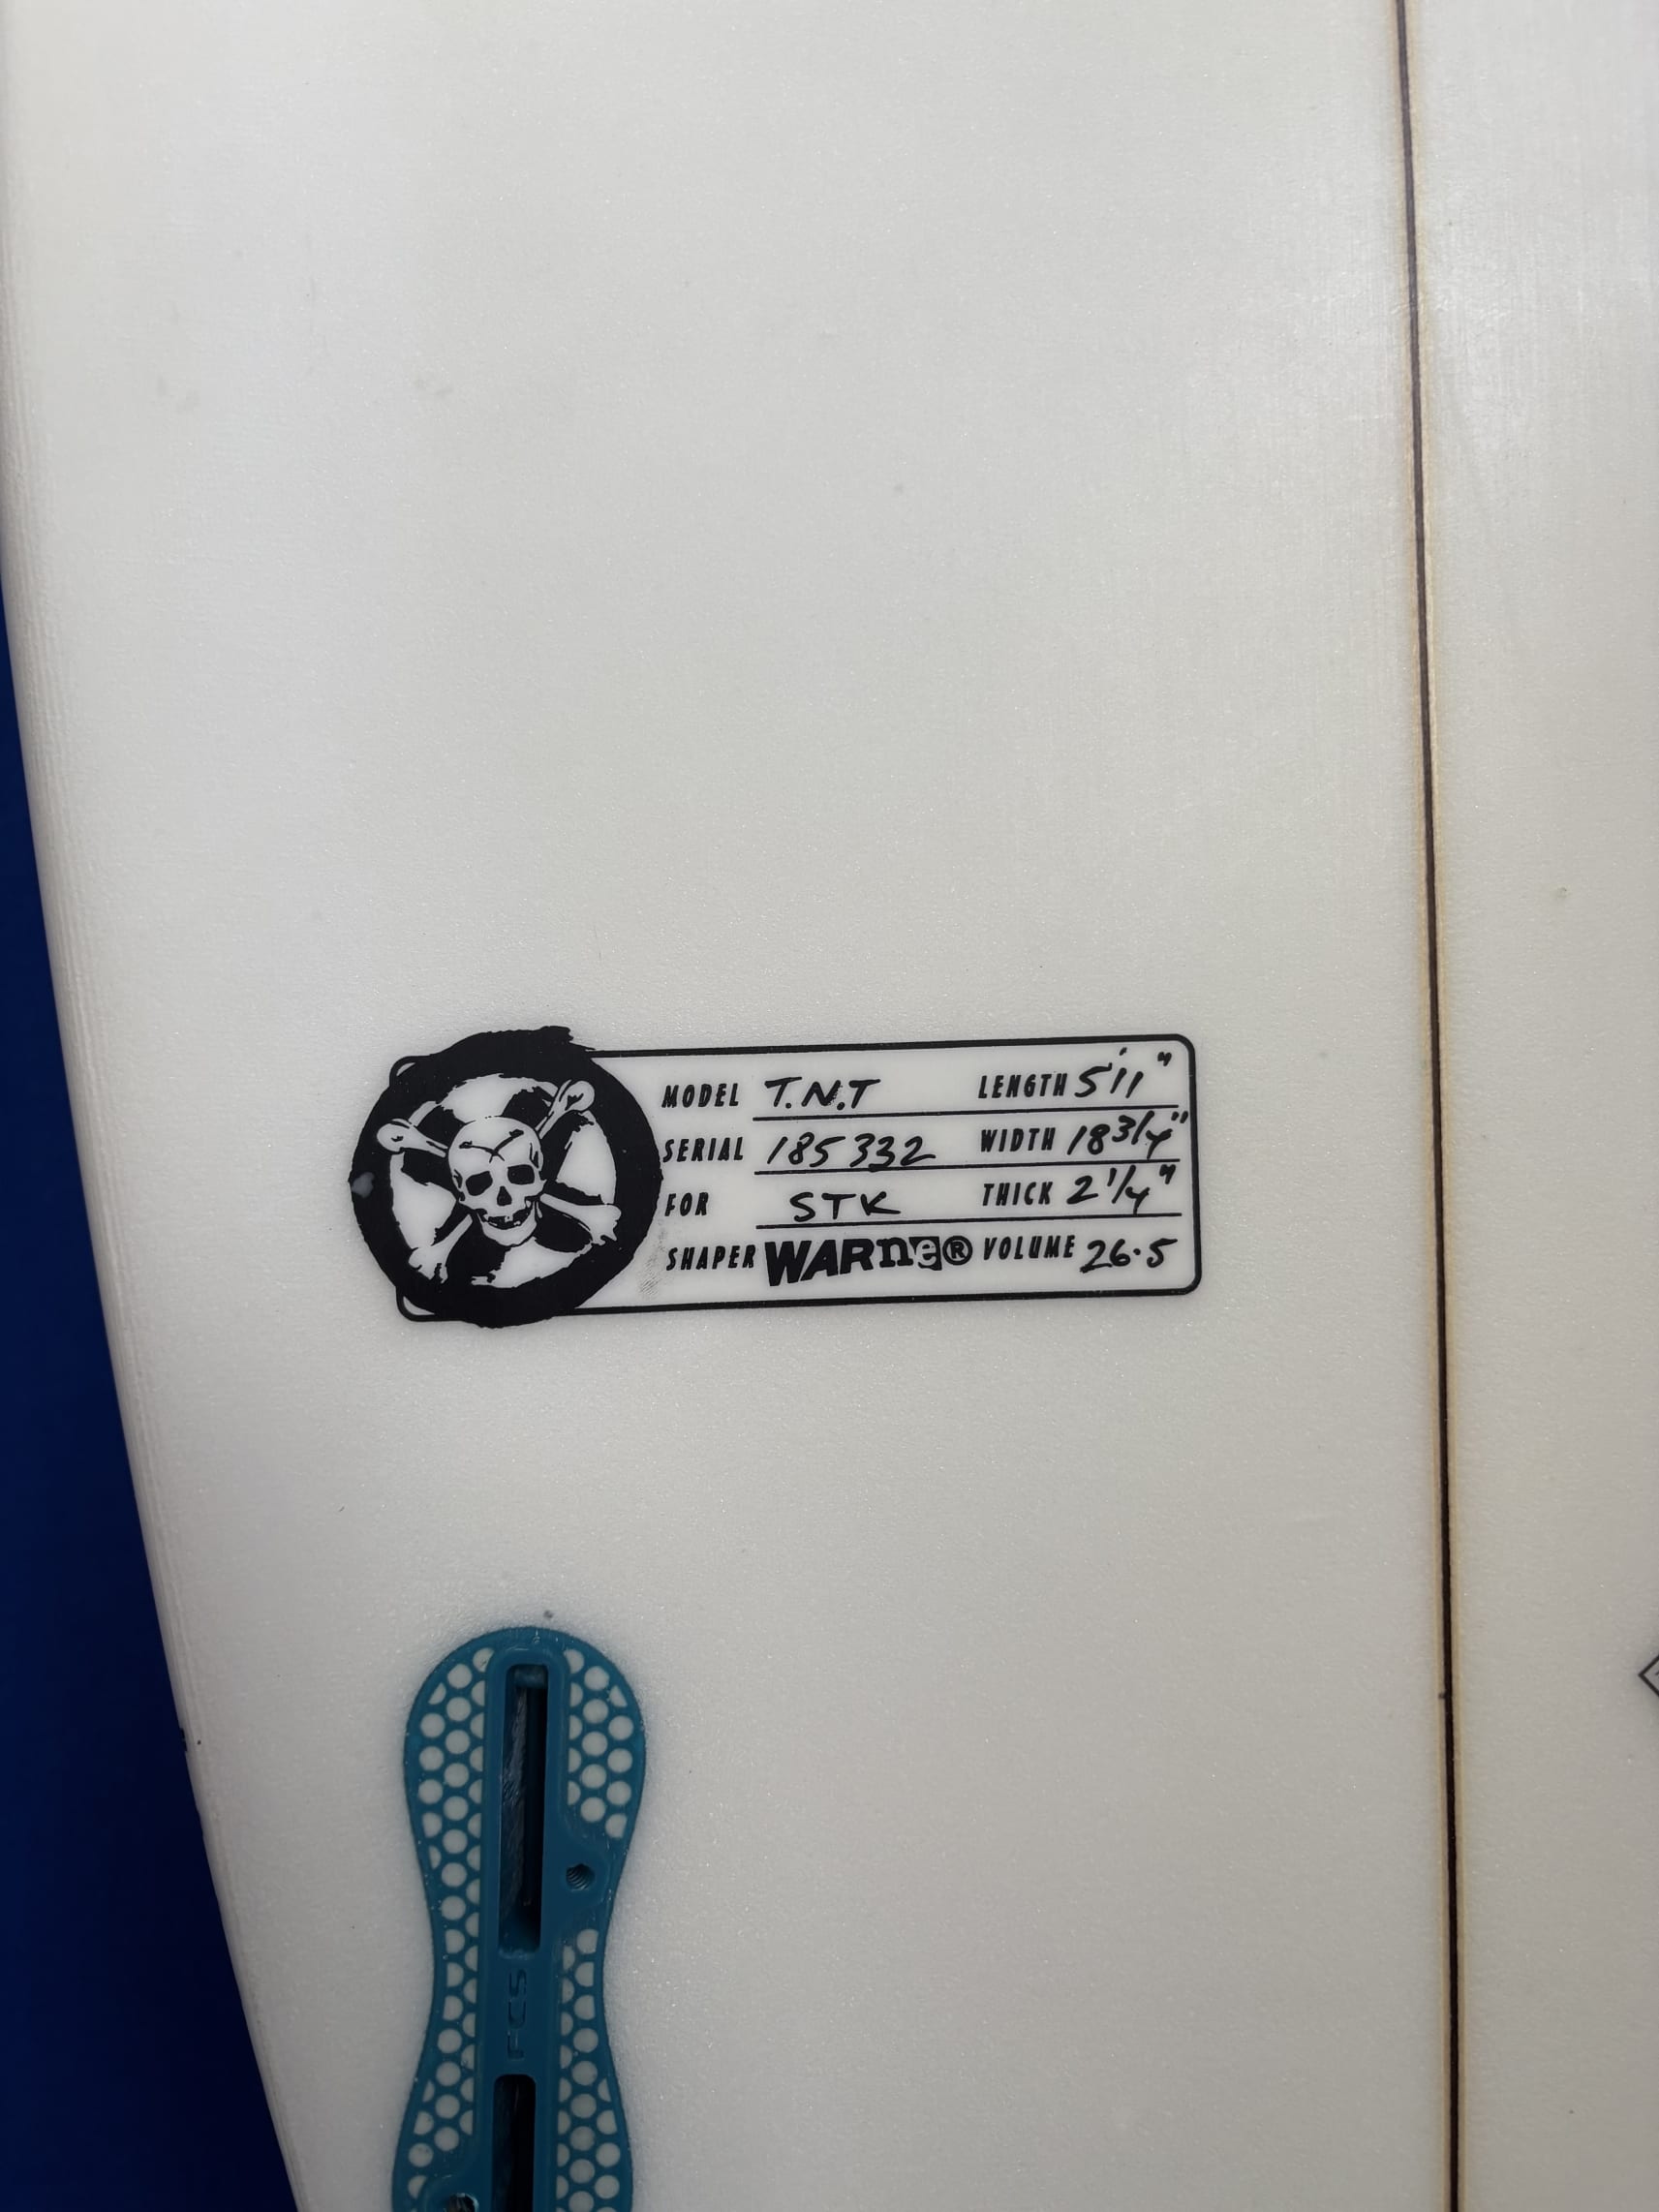 MODEL T.N.T LENGTH 5'11"
SERIAL 185332 WIDTH 18 3/4"
FOR STK THICK 2 1/4"
SHAPER WARNER VOLUME 26.5
FCS